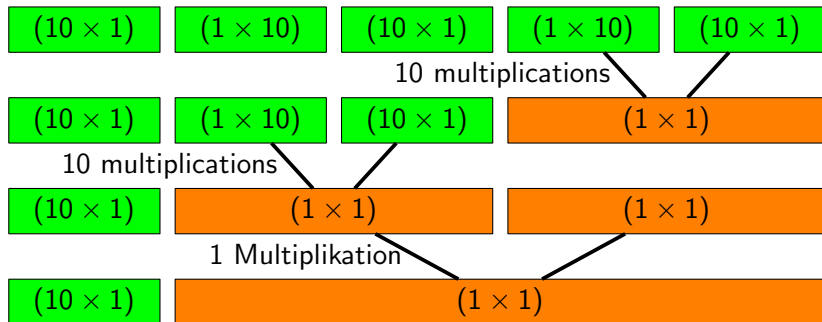 (10 × 1) (1 × 10) (10 × 1) (1 × 10) (10 × 1)
10 multiplications
(10 × 1) (1 × 10) (10 × 1) (1 × 1)
10 multiplications
(10 × 1) (1 × 1) (1 × 1)
1 Multiplikation
(10 × 1) (1 × 1)